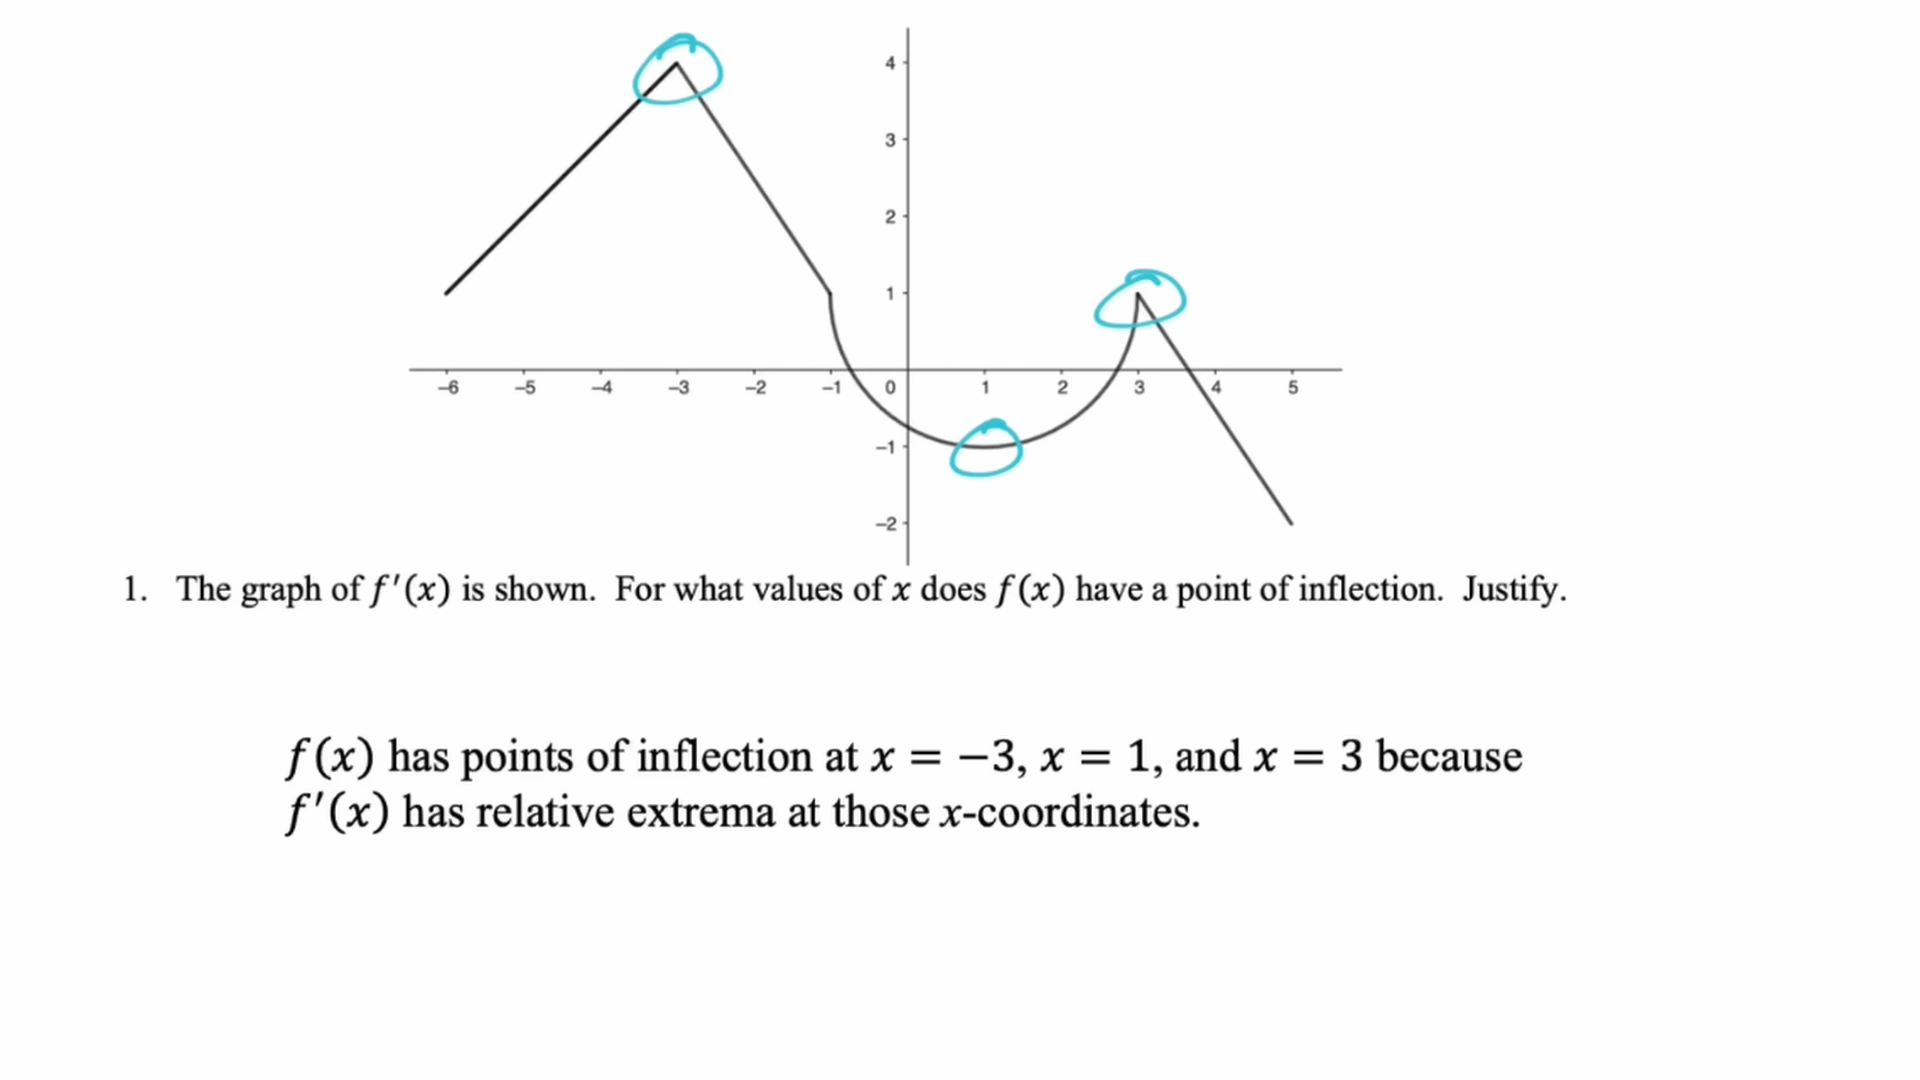 4
3
2
1
–6 –5 –4 –3 –2 –1 0 1 2 3 4 5
–1
–2
1. The graph of f′(x) is shown. For what values of x does f(x) have a point of inflection. Justify.
f(x) has points of inflection at x = −3, x = 1, and x = 3 because
f′(x) has relative extrema at those x-coordinates.